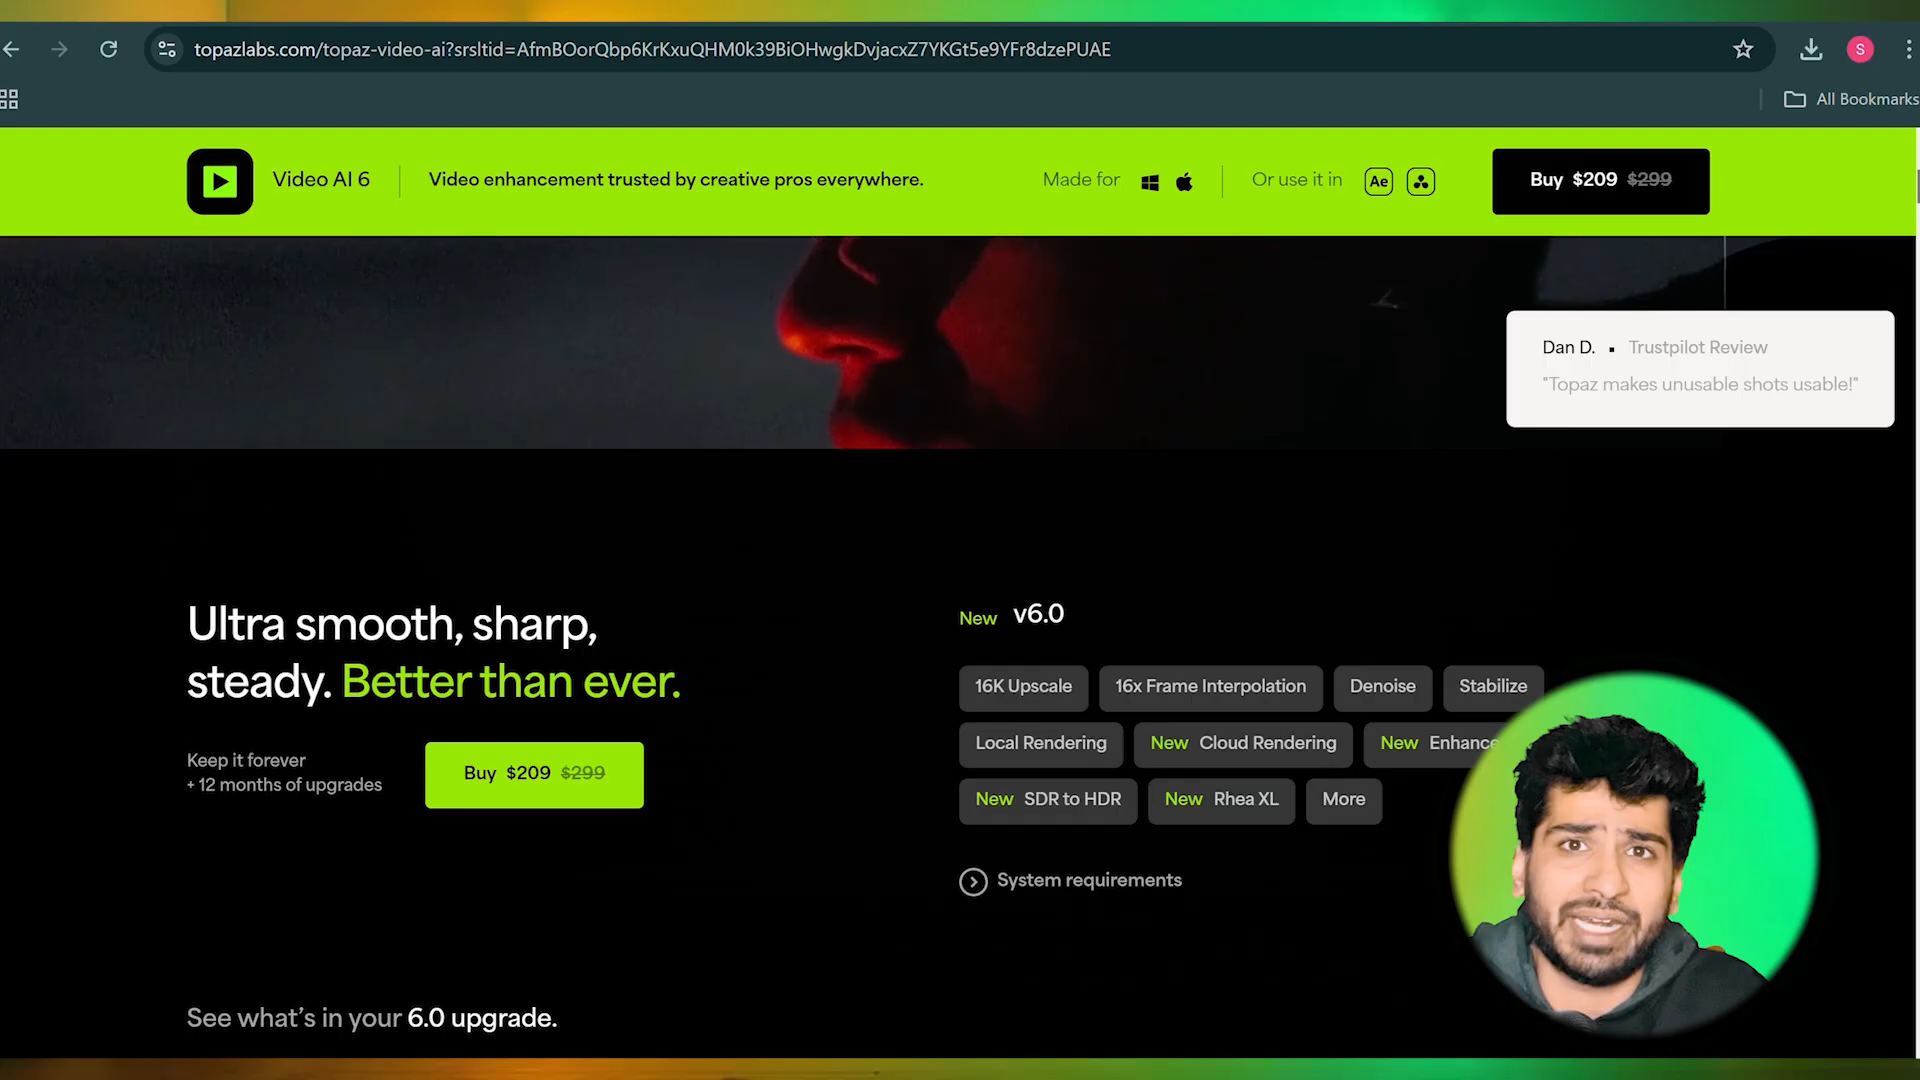 topazlabs.com/topaz-video-ai?srsltid=AfmBOorQbp6KrKxuQHM0k39BiOHwgkDvjacxZ7YKGt5e9YFr8dzePUAE
S
All Bookmarks
Video AI 6
Video enhancement trusted by creative pros everywhere.
Made for
Or use it in
Ae
Buy $209 $299
Dan D. ▪ Trustpilot Review
"Topaz makes unusable shots usable!"
Ultra smooth, sharp,
steady. Better than ever.
Keep it forever
+ 12 months of upgrades
Buy $209 $299
New v6.0
16K Upscale 16x Frame Interpolation Denoise Stabilize
Local Rendering New Cloud Rendering New Enhance
New SDR to HDR New Rhea XL More
System requirements
See what’s in your 6.0 upgrade.